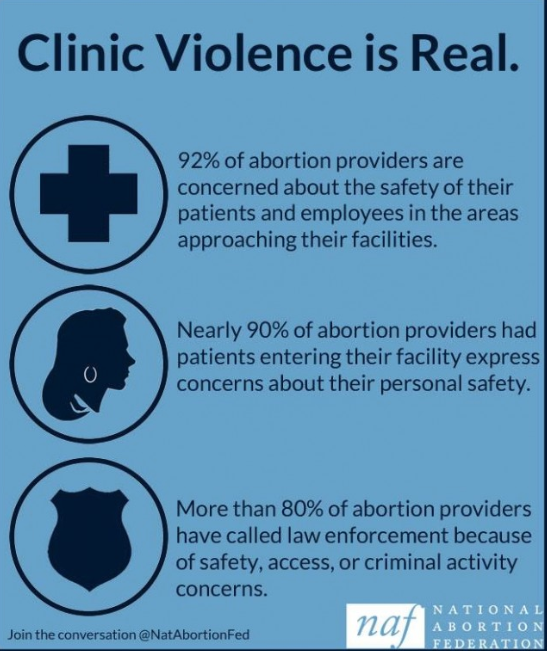 Clinic Violence is Real.
92% of abortion providers are
concerned about the safety of their
patients and employees in the areas
approaching their facilities.
Nearly 90% of abortion providers had
patients entering their facility express
concerns about their personal safety.
More than 80% of abortion providers
have called law enforcement because
of safety, access, or criminal activity
concerns.
Join the conversation @NatAbortionFed
naf
NATIONAL
ABORTION
FEDERATION